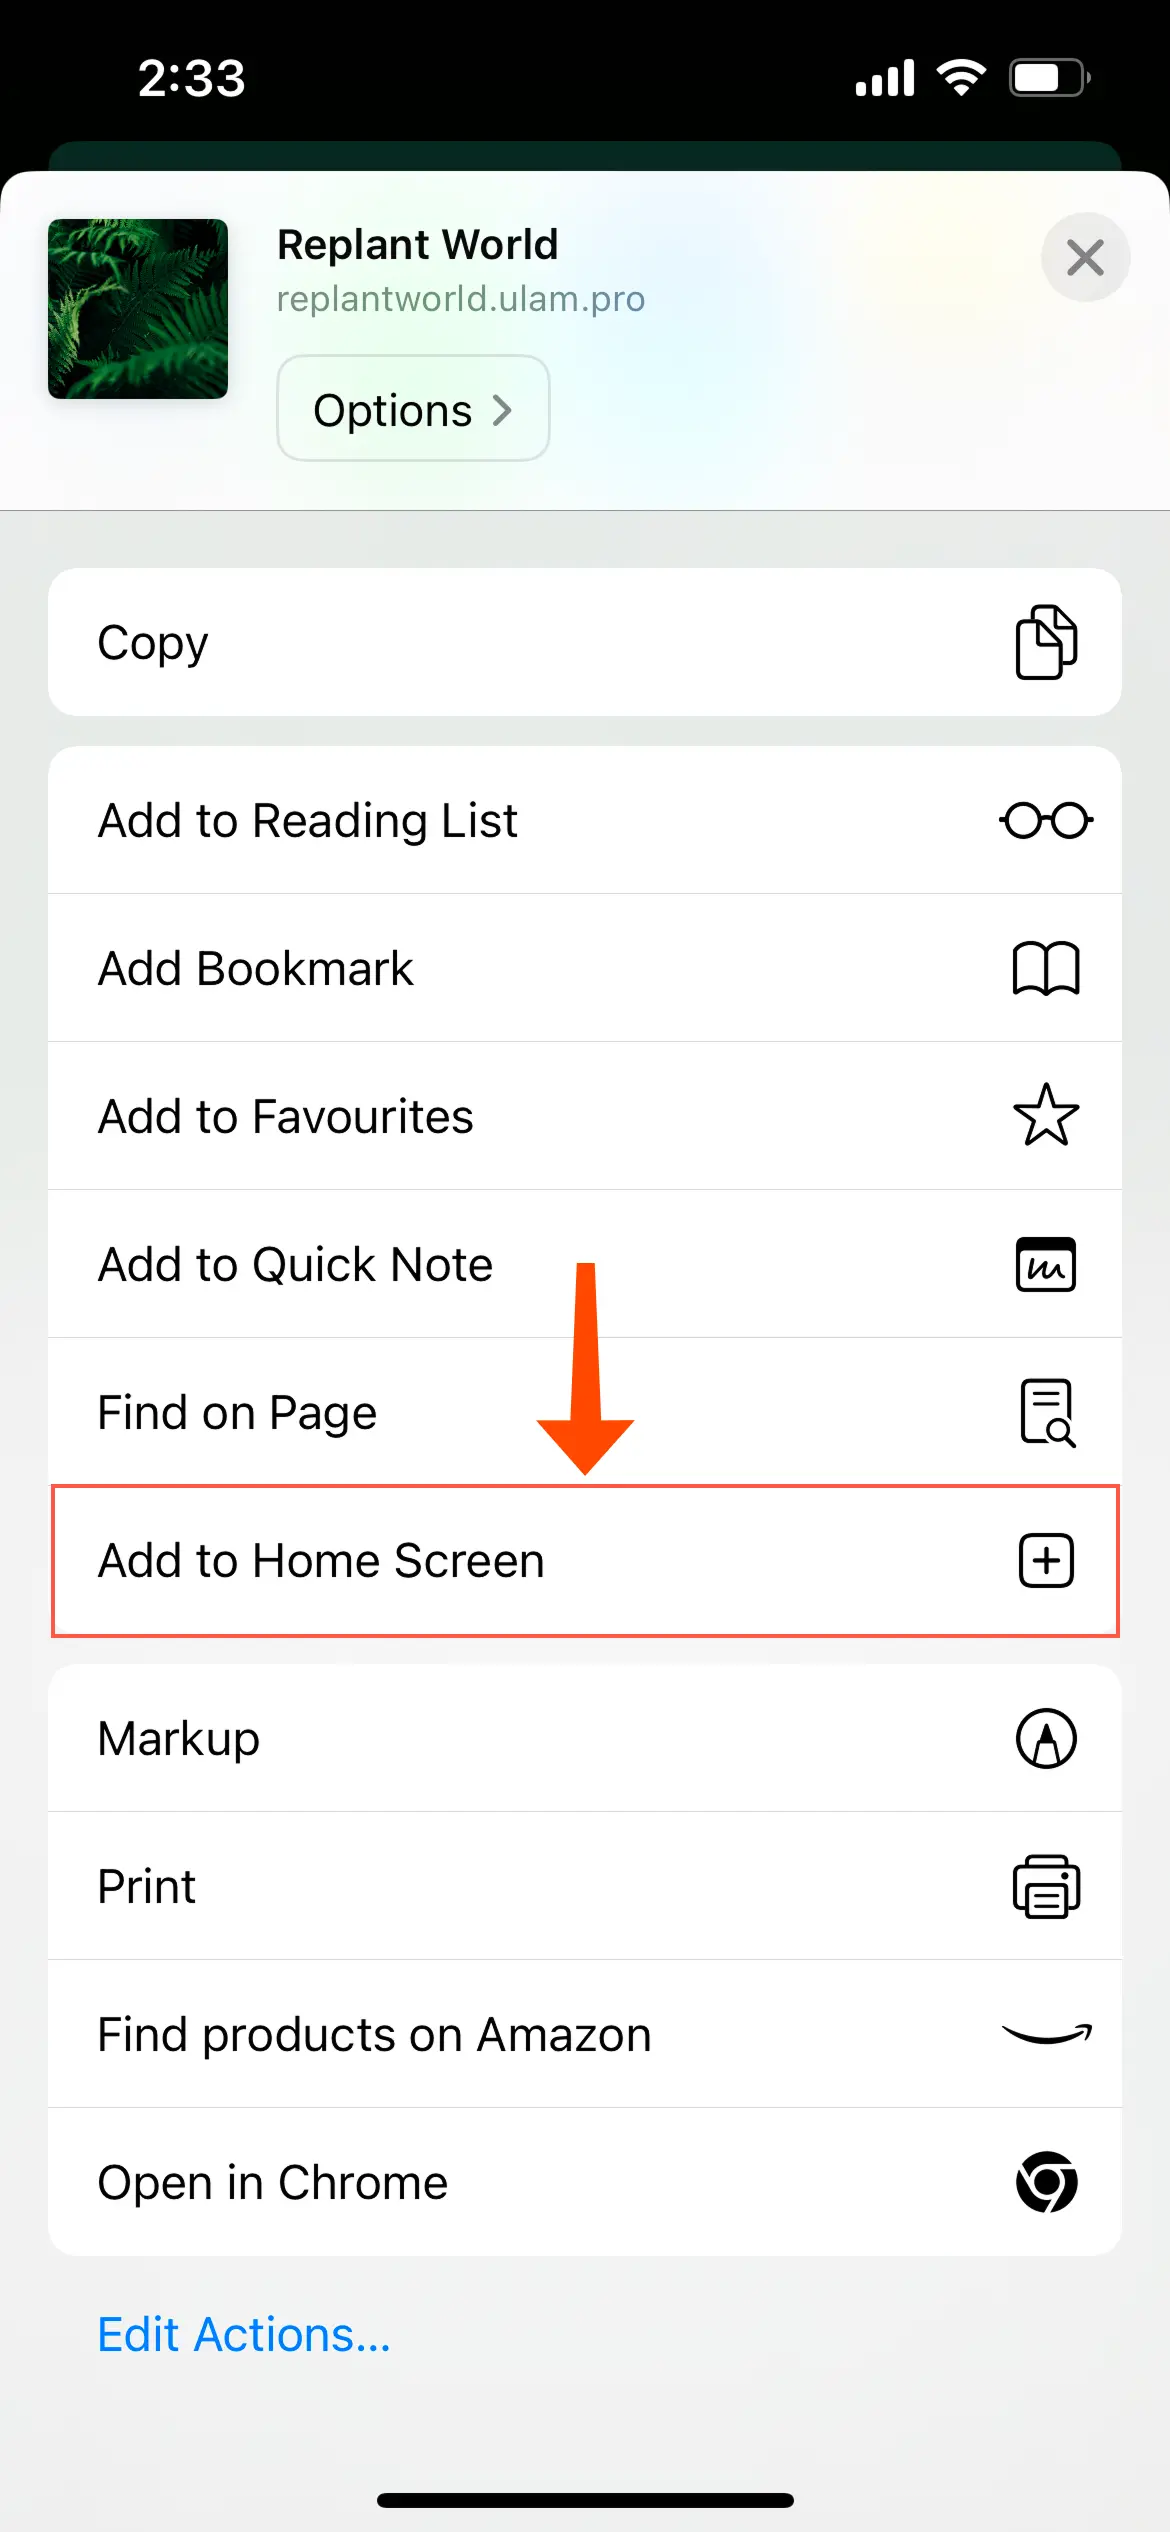 2:33
Replant World
replantworld.ulam.pro
Options
Copy
Add to Reading List
Add Bookmark
Add to Favourites
Add to Quick Note
Find on Page
Add to Home Screen
Markup
Print
Find products on Amazon
Open in Chrome
Edit Actions...